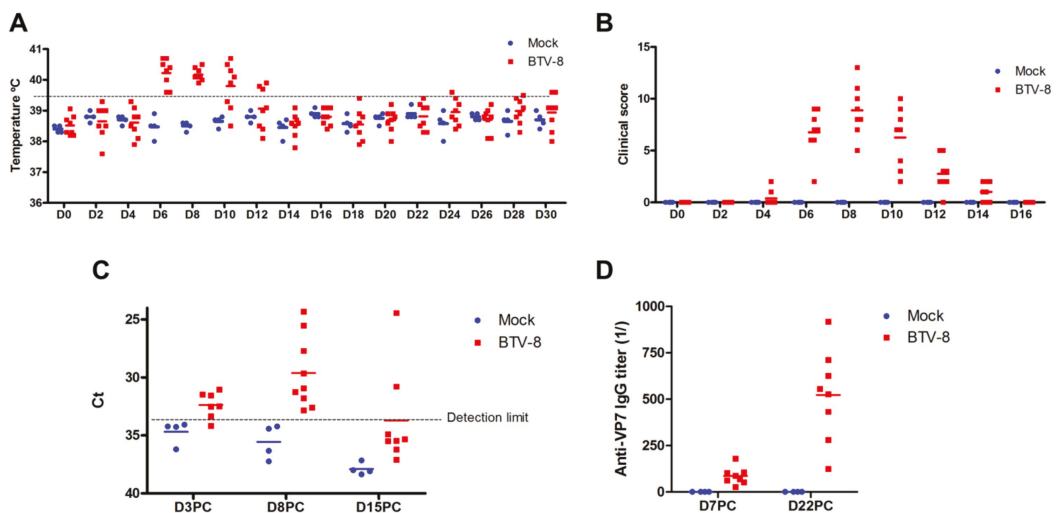 A
Temperature ºC
41
40
39
38
37
36
D0 D2 D4 D6 D8 D10 D12 D14 D16 D18 D20 D22 D24 D26 D28 D30
Mock
BTV-8
B
Clinical score
15
10
5
0
D0 D2 D4 D6 D8 D10 D12 D14 D16
Mock
BTV-8
C
Ct
25
30
35
40
D3PC D8PC D15PC
Mock
BTV-8
Detection limit
D
Anti-VP7 IgG titer (1/)
1000
750
500
250
0
D7PC D22PC
Mock
BTV-8